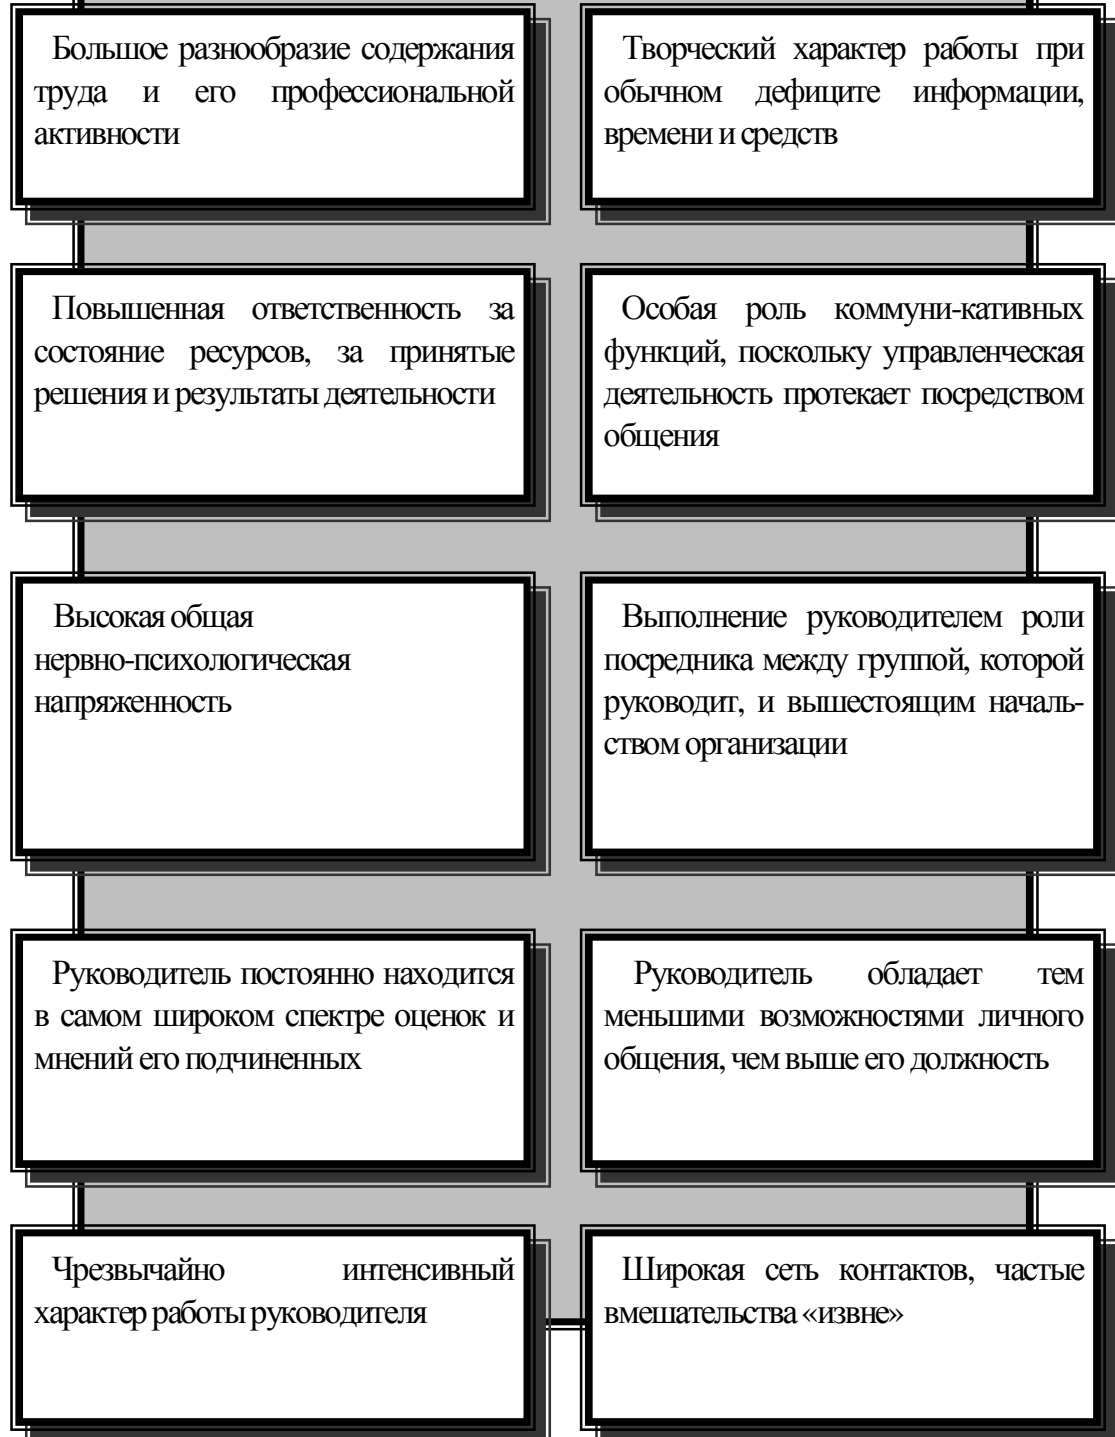 Большое разнообразие содержания
труда и его профессиональной
активности
Творческий характер работы при
обычном дефиците информации,
времени и средств
Повышенная ответственность за
состояние ресурсов, за принятые
решения и результаты деятельности
Особая роль коммуни-кативных
функций, поскольку управленческая
деятельность протекает посредством
общения
Высокая общая
нервно-психологическая
напряженность
Выполнение руководителем роли
посредника между группой, которой
руководит, и вышестоящим началь-
ством организации
Руководитель постоянно находится
в самом широком спектре оценок и
мнений его подчиненных
Руководитель обладает тем
меньшими возможностями личного
общения, чем выше его должность
Чрезвычайно интенсивный
характер работы руководителя
Широкая сеть контактов, частые
вмешательства «извне»